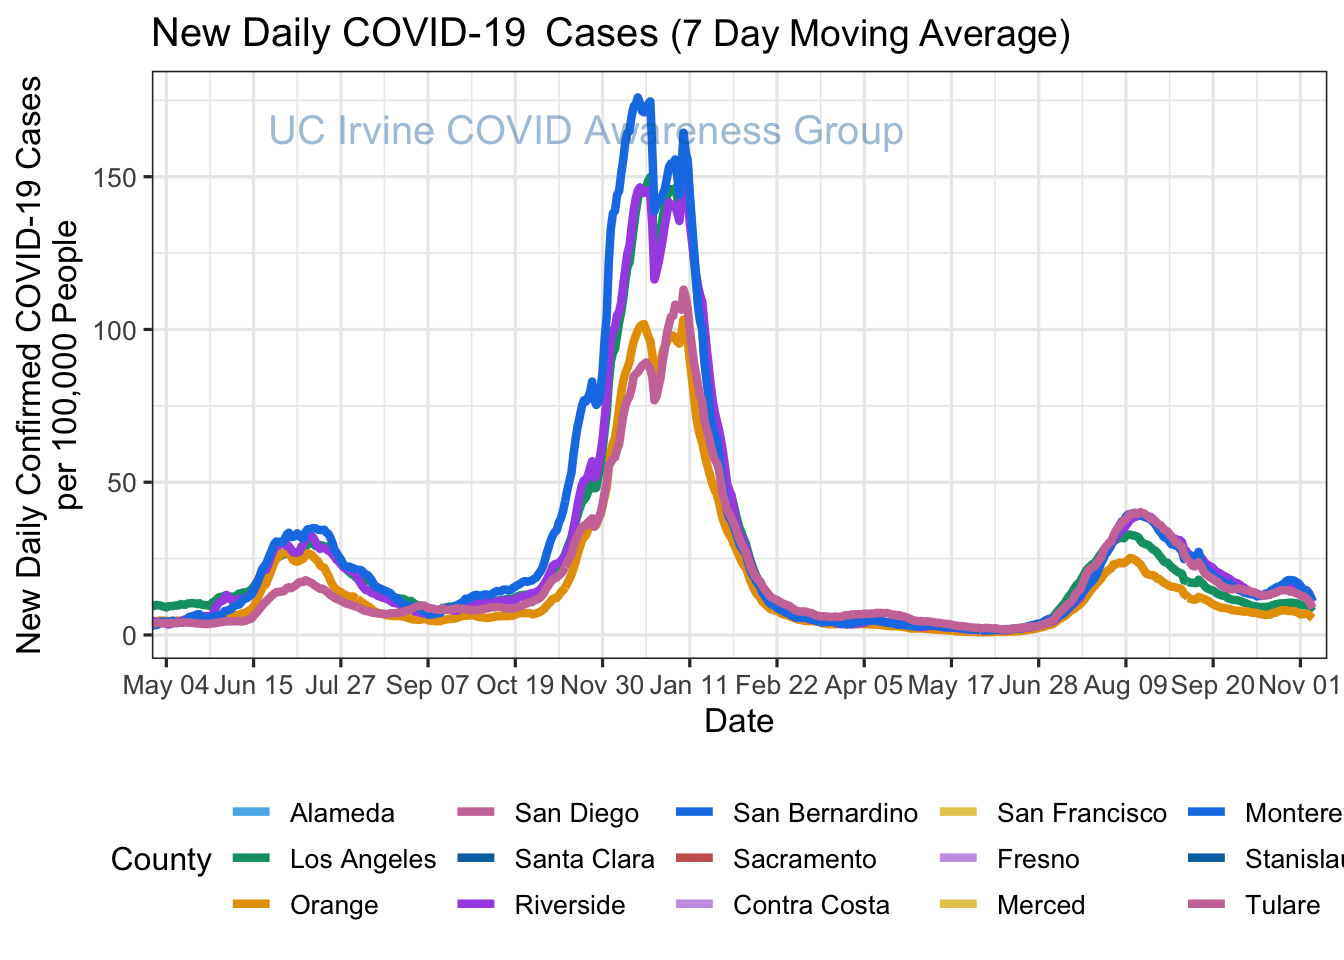 New Daily COVID-19 Cases (7 Day Moving Average)
UC Irvine COVID Awareness Group
New Daily Confirmed COVID-19 Cases
per 100,000 People
150
100
50
0
May 04 Jun 15 Jul 27 Sep 07 Oct 19 Nov 30 Jan 11 Feb 22 Apr 05 May 17 Jun 28 Aug 09 Sep 20 Nov 01
Date
County
Alameda San Diego San Bernardino San Francisco Montere
Los Angeles Santa Clara Sacramento Fresno Stanislau
Orange Riverside Contra Costa Merced Tulare